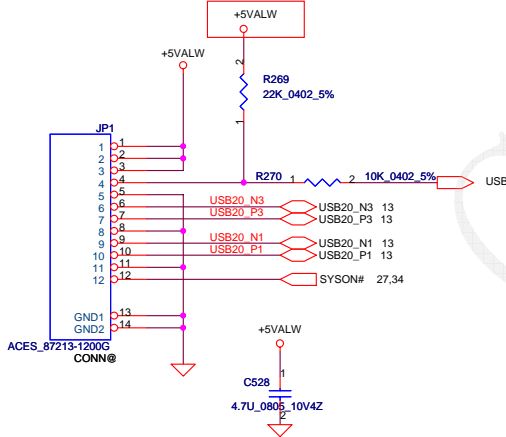 +5VALW
+5VALW
2
R269
22K_0402_5%
1
JP1
1 1
2 2
3 3
4 4
R270 1 2 10K_0402_5% USB
5 5
6 6 USB20_N3 USB20_N3 13
7 7 USB20_P3 USB20_P3 13
8 8
9 9 USB20_N1 USB20_N1 13
10 10 USB20_P1 USB20_P1 13
11 11
12 12 SYSON# 27,34
GND1 13
GND2 14
ACES_87213-1200G
CONN@
+5VALW
1
C528
4.7U_0805_10V4Z
2